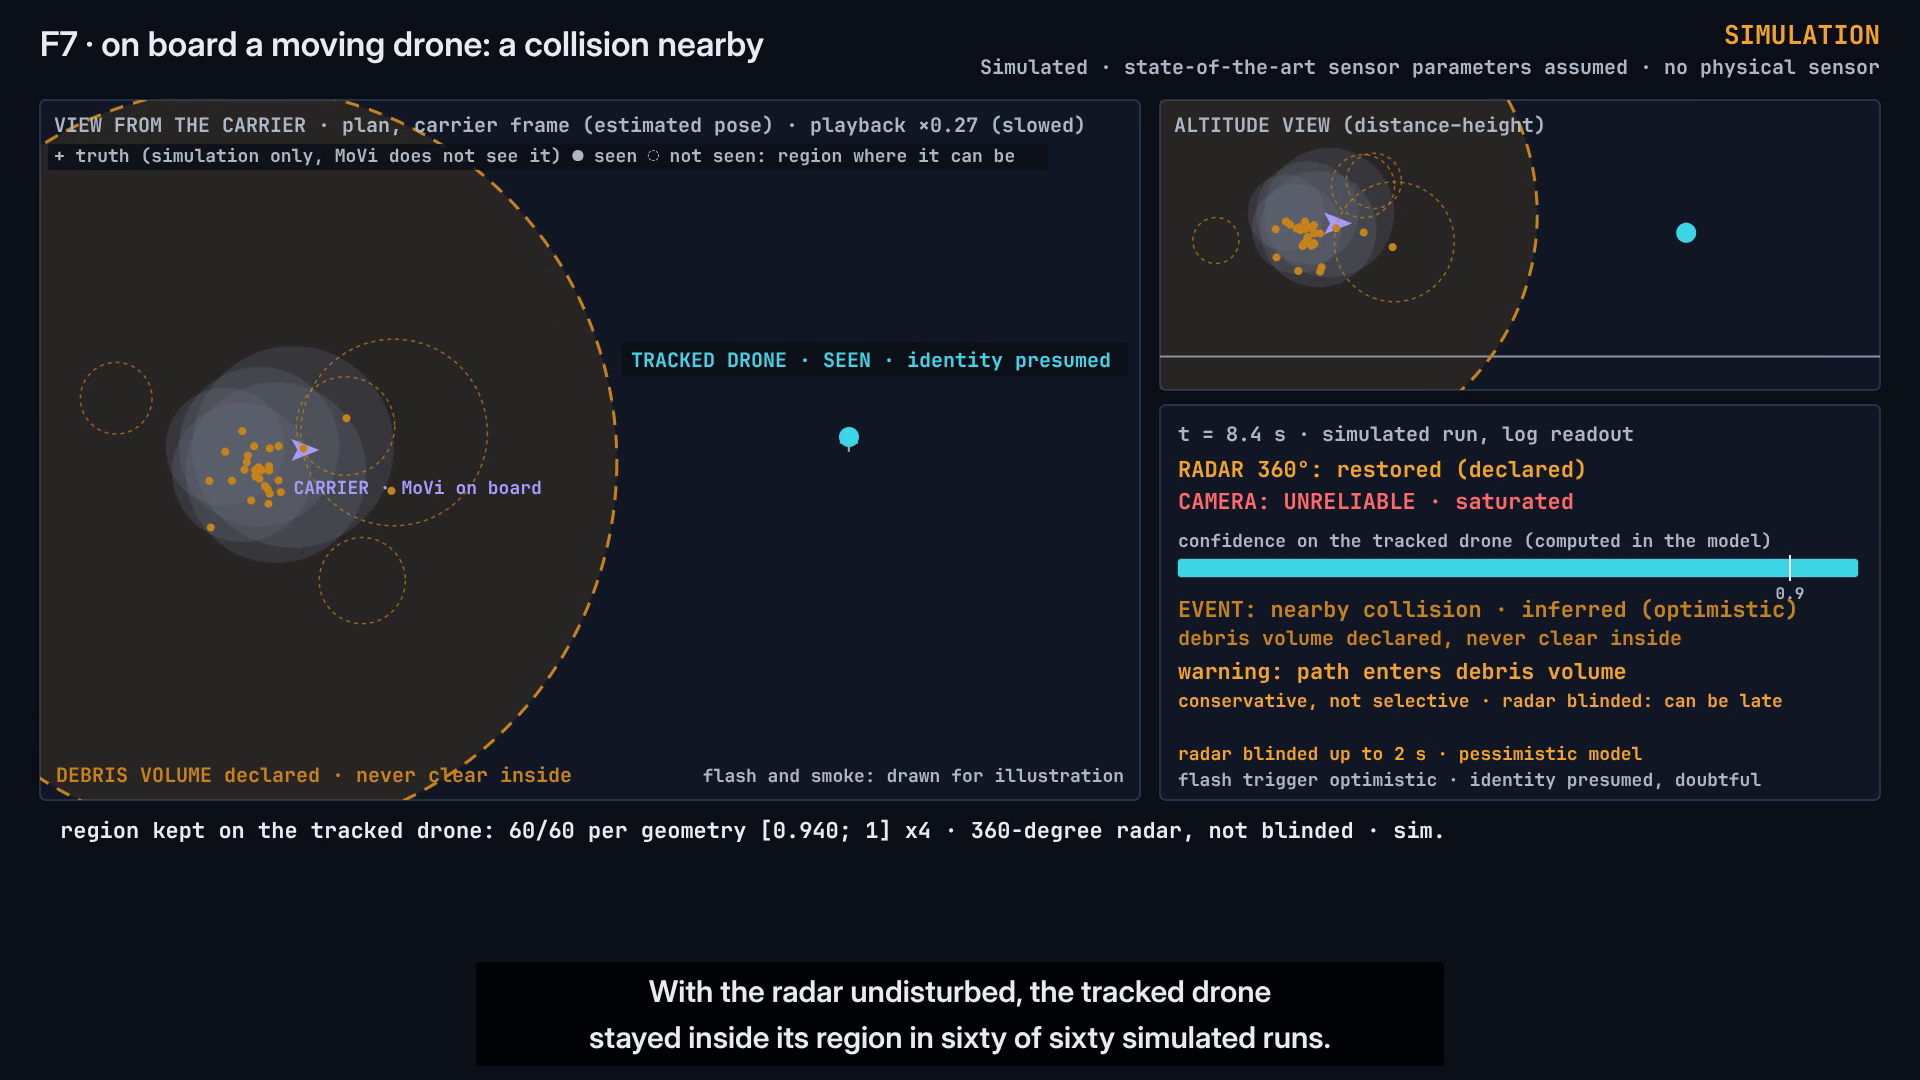 F7 · on board a moving drone: a collision nearby
SIMULATION
Simulated · state-of-the-art sensor parameters assumed · no physical sensor
VIEW FROM THE CARRIER · plan, carrier frame (estimated pose) · playback ×0.27 (slowed)
+ truth (simulation only, MoVi does not see it) ● seen ◌ not seen: region where it can be
TRACKED DRONE · SEEN · identity presumed
CARRIER · MoVi on board
DEBRIS VOLUME declared · never clear inside
flash and smoke: drawn for illustration
ALTITUDE VIEW (distance-height)
t = 8.4 s · simulated run, log readout
RADAR 360°: restored (declared)
CAMERA: UNRELIABLE · saturated
confidence on the tracked drone (computed in the model)
0.9
EVENT: nearby collision · inferred (optimistic)
debris volume declared, never clear inside
warning: path enters debris volume
conservative, not selective · radar blinded: can be late
radar blinded up to 2 s · pessimistic model
flash trigger optimistic · identity presumed, doubtful
region kept on the tracked drone: 60/60 per geometry [0.940; 1] x4 · 360-degree radar, not blinded · sim.
With the radar undisturbed, the tracked drone
stayed inside its region in sixty of sixty simulated runs.